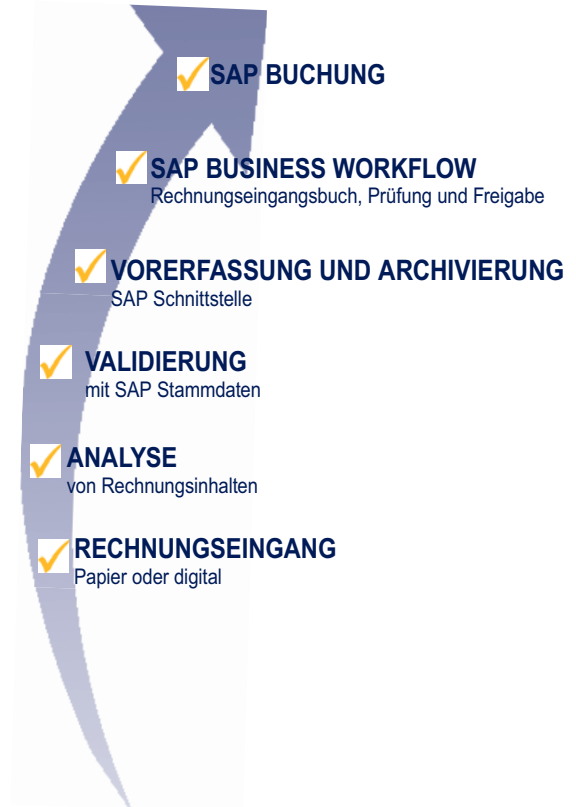 SAP BUCHUNG
SAP BUSINESS WORKFLOW
Rechnungseingangsbuch, Prüfung und Freigabe
VORERFASSUNG UND ARCHIVIERUNG
SAP Schnittstelle
VALIDIERUNG
mit SAP Stammdaten
ANALYSE
von Rechnungsinhalten
RECHNUNGSEINGANG
Papier oder digital